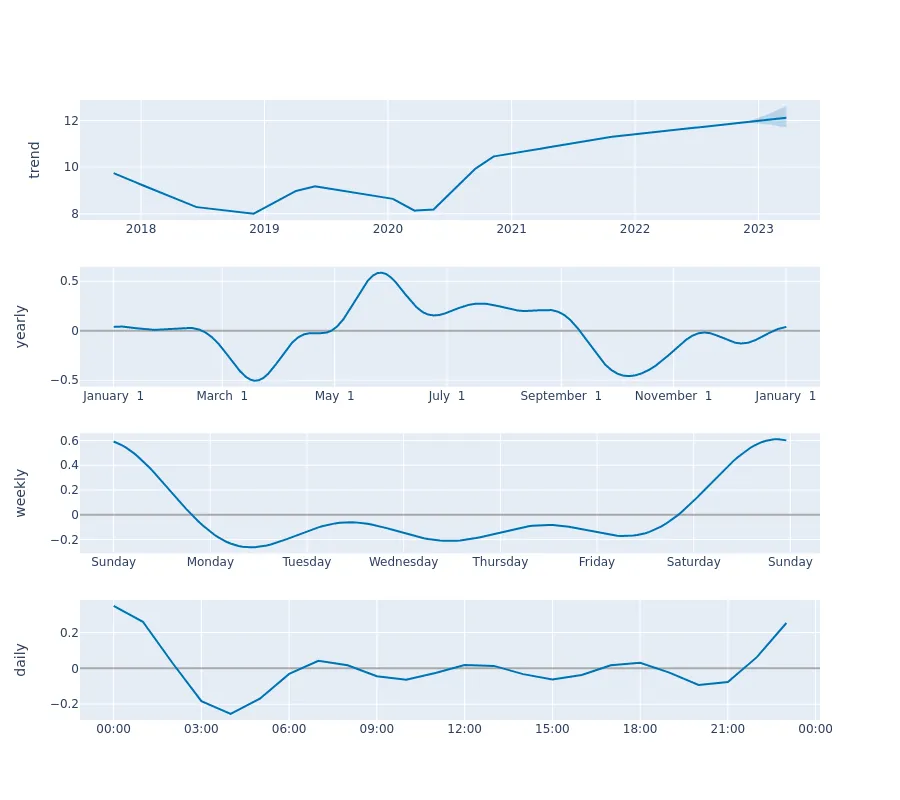 trend
12
10
8
2018 2019 2020 2021 2022 2023
yearly
0.5
0
−0.5
January 1 March 1 May 1 July 1 September 1 November 1 January 1
weekly
0.6
0.4
0.2
0
−0.2
Sunday Monday Tuesday Wednesday Thursday Friday Saturday Sunday
daily
0.2
0
−0.2
00:00 03:00 06:00 09:00 12:00 15:00 18:00 21:00 00:00